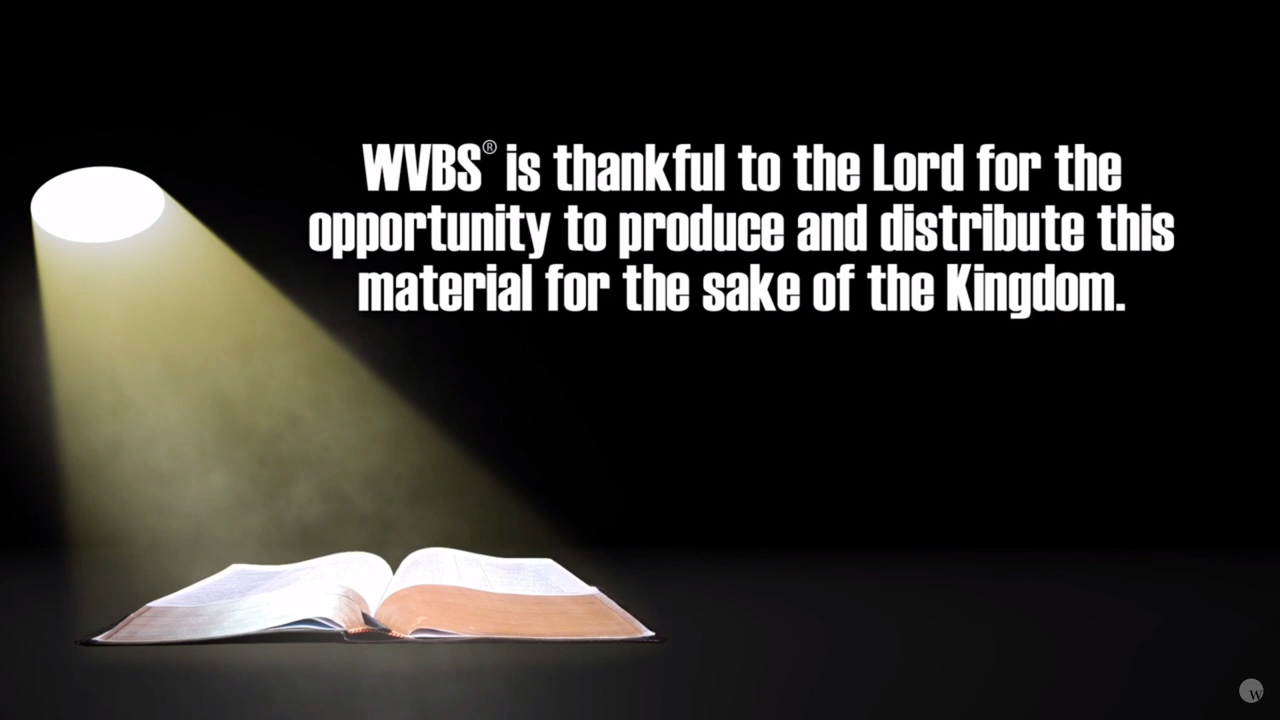 WVBS® is thankful to the Lord for the
opportunity to produce and distribute this
material for the sake of the Kingdom.
W